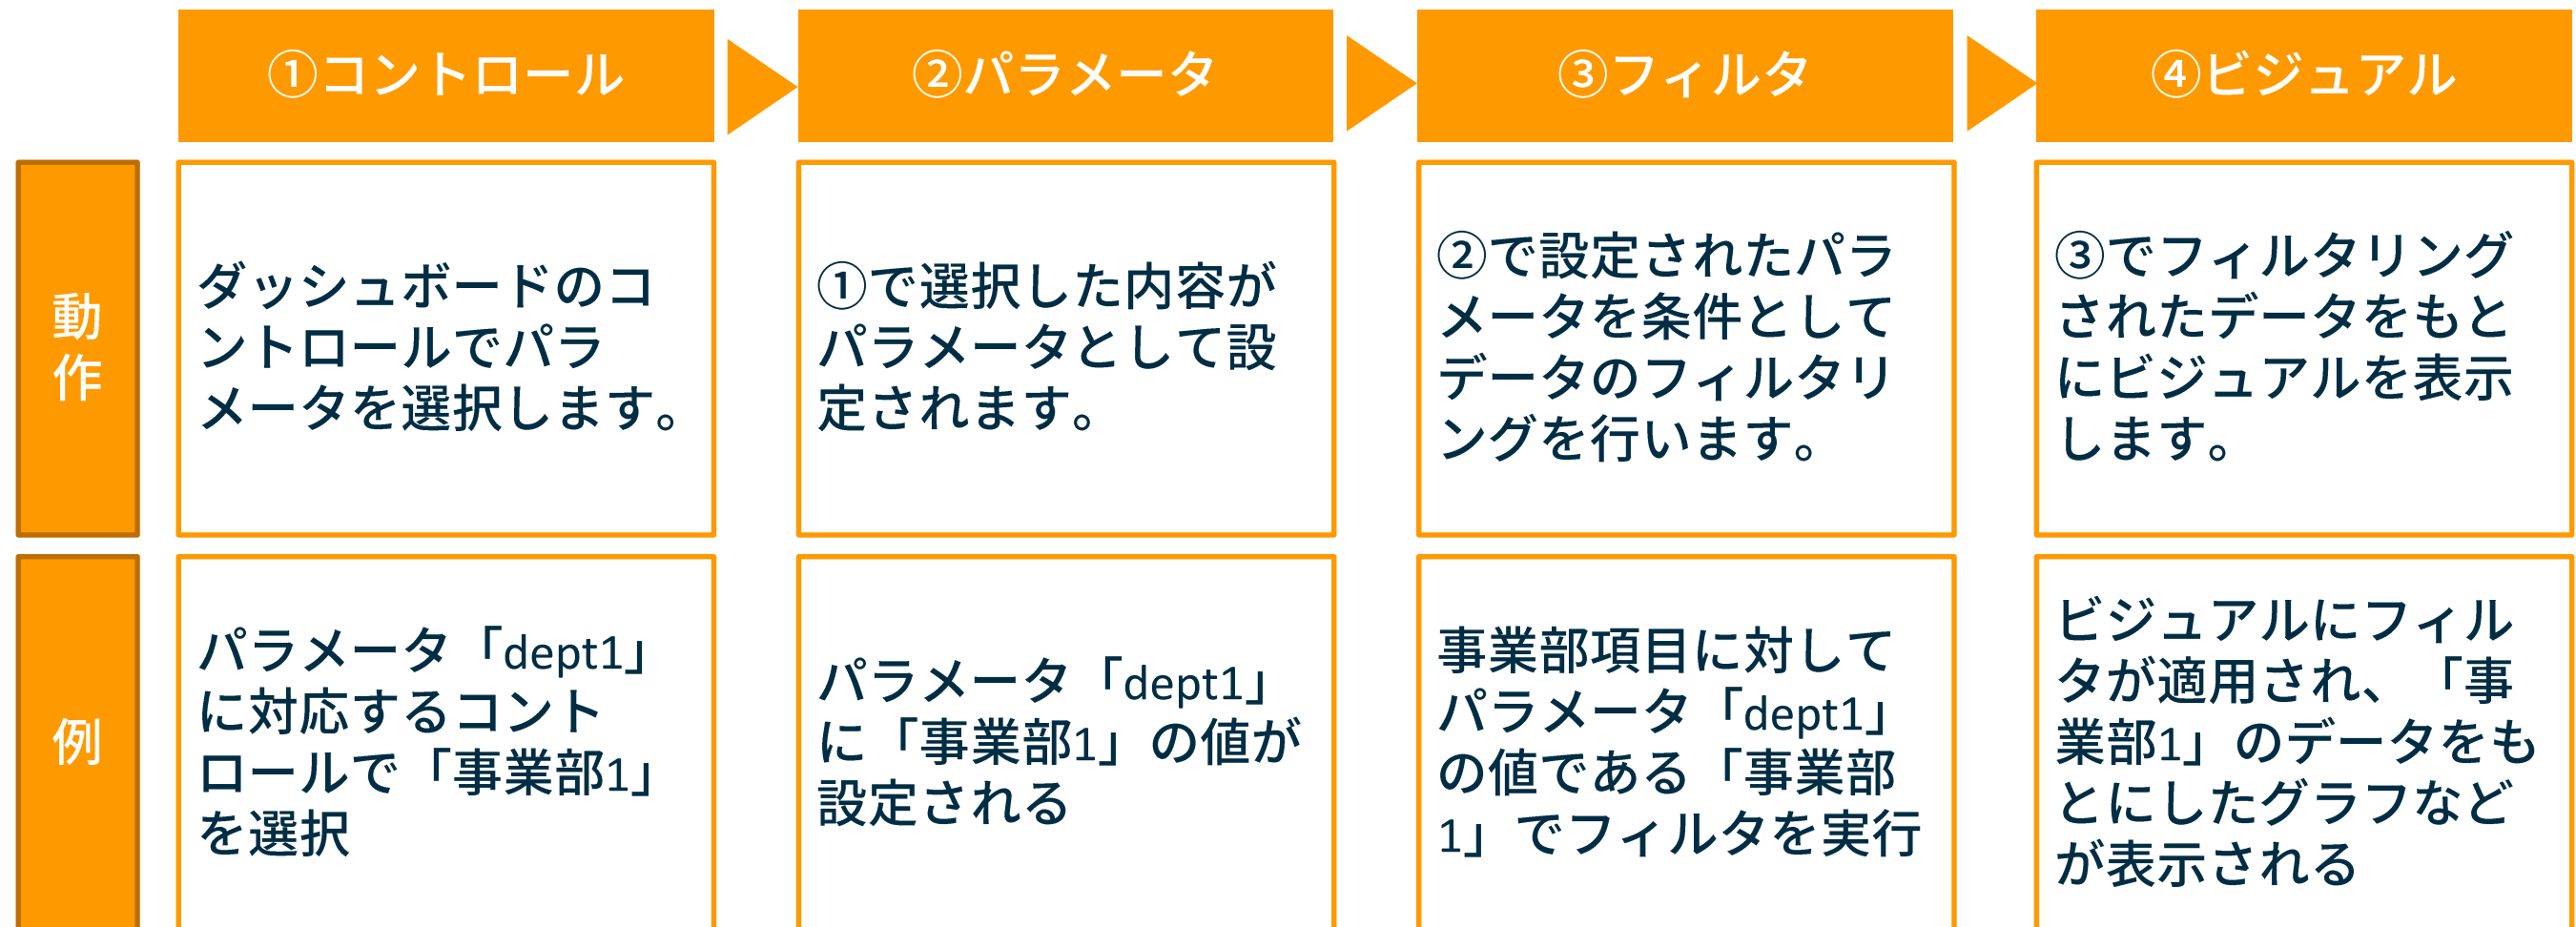 ①コントロール
②パラメータ
③フィルタ
④ビジュアル
動
作
ダッシュボードのコ
ントロールでパラ
メータを選択します。
①で選択した内容が
パラメータとして設
定されます。
②で設定されたパラ
メータを条件として
データのフィルタリ
ングを行います。
③でフィルタリング
されたデータをもと
にビジュアルを表示
します。
例
パラメータ「dept1」
に対応するコント
ロールで「事業部1」
を選択
パラメータ「dept1」
に「事業部1」の値が
設定される
事業部項目に対して
パラメータ「dept1」
の値である「事業部
1」でフィルタを実行
ビジュアルにフィル
タが適用され、「事
業部1」のデータをも
とにしたグラフなど
が表示される